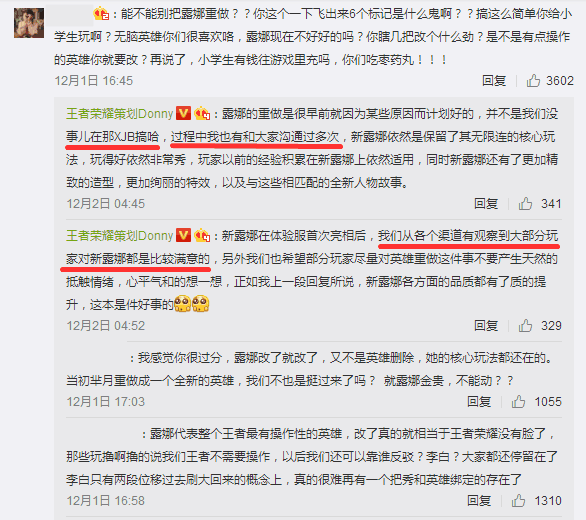 ：能不能别把露娜重做？？你这个一下飞出来6个标记是什么鬼啊？？搞这么简单你给小
学生玩啊？无脑英雄你们很喜欢咯，露娜现在不好好的吗？你瞎几把改个什么劲？是不是有点操作
的英雄你就要改？再说了，小学生有钱往游戏里充吗，你们吃枣药丸！！！
12月1日 16:45
回复 3602
王者荣耀策划Donny V ：露娜的重做是很早前就因为某些原因而计划好的，并不是我们没
事儿在那XJB搞哈，过程中我也有和大家沟通过多次，新露娜依然是保留了其无限连的核心玩
法，玩得好依然非常秀，玩家以前的经验积累在新露娜上依然适用，同时新露娜还有了更加精
致的造型，更加绚丽的特效，以及与这些相匹配的全新人物故事。
12月2日 04:45
回复 341
王者荣耀策划Donny V ：新露娜在体验服首次亮相后，我们从各个渠道有观察到大部分玩
家对新露娜都是比较满意的，另外我们也希望部分玩家尽量对英雄重做这件事不要产生天然的
抵触情绪，心平气和的想一想，正如我上一段回复所说，新露娜各方面的品质都有了质的提
升，这本是件好事的
12月2日 04:52
回复 329
：我感觉你很过分，露娜改了就改了，又不是英雄删除，她的核心玩法都还在的。
当初芈月重做成一个全新的英雄，我们不也是挺过来了吗？ 就露娜金贵，不能动？？
12月1日 17:03
回复 1055
：露娜代表整个王者最有操作性的英雄，改了真的就相当于王者荣耀没有脸了，
那些玩撸啊撸的说我们王者不需要操作，以后我们还可以靠谁反驳？李白？大家都还停留在了
李白只有两段位移过去刷大回来的概念上，真的很难再有一个把秀和英雄绑定的存在了
12月1日 16:58
回复 1310